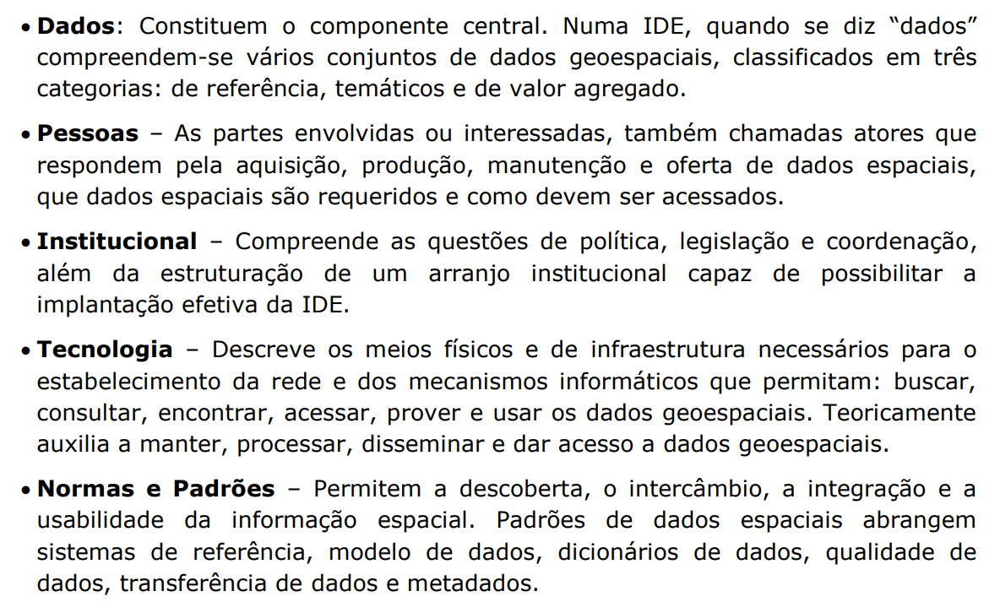 • Dados: Constituem o componente central. Numa IDE, quando se diz “dados”
compreendem-se vários conjuntos de dados geoespaciais, classificados em três
categorias: de referência, temáticos e de valor agregado.
• Pessoas – As partes envolvidas ou interessadas, também chamadas atores que
respondem pela aquisição, produção, manutenção e oferta de dados espaciais,
que dados espaciais são requeridos e como devem ser acessados.
• Institucional – Compreende as questões de política, legislação e coordenação,
além da estruturação de um arranjo institucional capaz de possibilitar a
implantação efetiva da IDE.
• Tecnologia – Descreve os meios físicos e de infraestrutura necessários para o
estabelecimento da rede e dos mecanismos informáticos que permitam: buscar,
consultar, encontrar, acessar, prover e usar os dados geoespaciais. Teoricamente
auxilia a manter, processar, disseminar e dar acesso a dados geoespaciais.
• Normas e Padrões – Permitem a descoberta, o intercâmbio, a integração e a
usabilidade da informação espacial. Padrões de dados espaciais abrangem
sistemas de referência, modelo de dados, dicionários de dados, qualidade de
dados, transferência de dados e metadados.